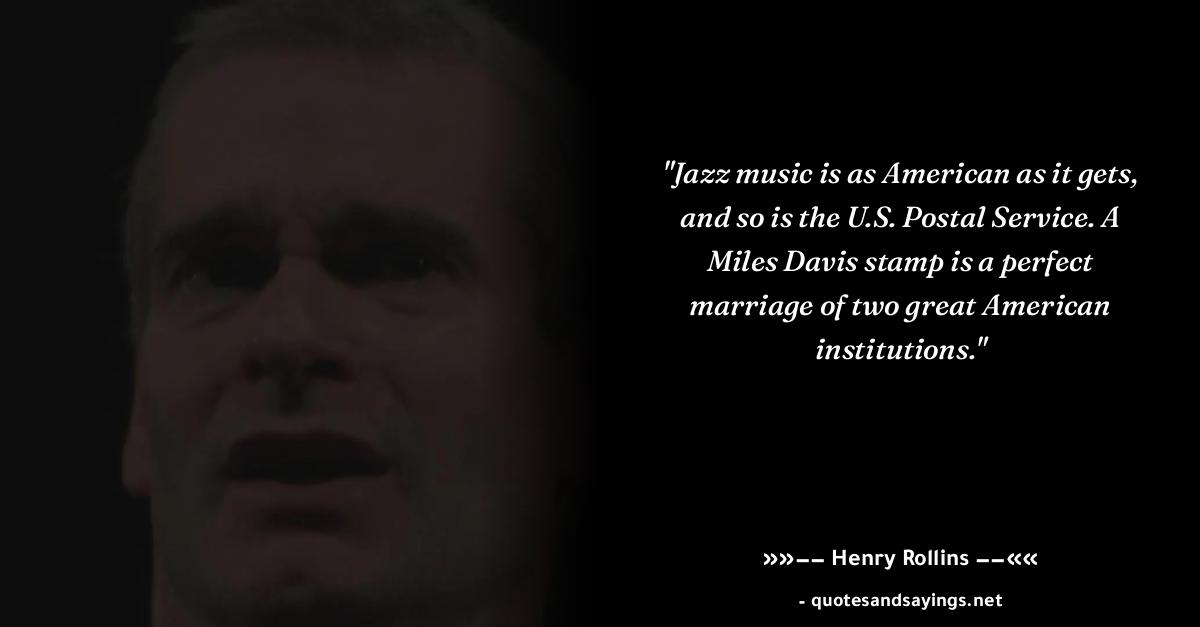 "Jazz music is as American as it gets,
and so is the U.S. Postal Service. A
Miles Davis stamp is a perfect
marriage of two great American
institutions."
»»−− Henry Rollins −−««
- quotesandsayings.net